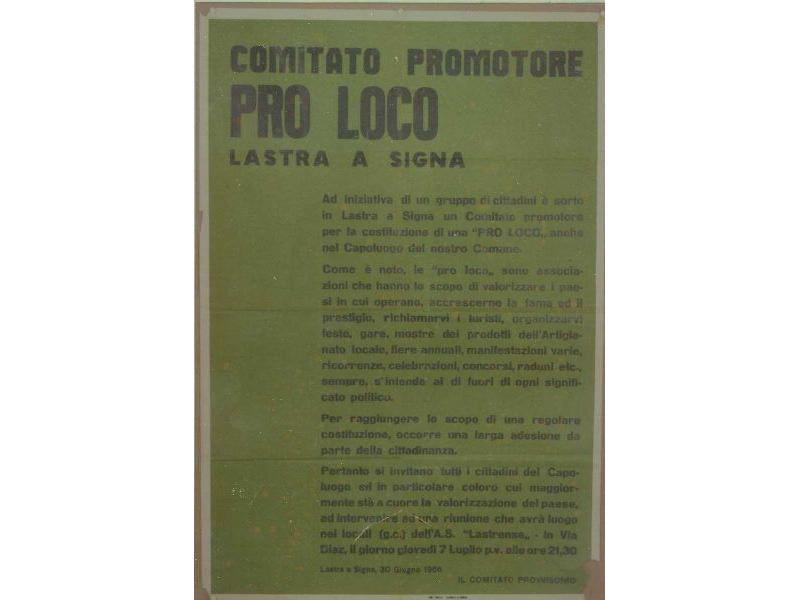 COMITATO PROMOTORE
PRO LOCO
LASTRA A SIGNA
Ad iniziativa di un gruppo di cittadini è sorto
in Lastra a Signa un Comitato promotore
per la costituzione di una "PRO LOCO„ anche
nel Capoluogo del nostro Comune.
Come è noto, le "pro loco„ sono associa-
zioni che hanno lo scopo di valorizzare i pae-
si in cui operano, accrescerne la fama ed il
prestigio, richiamarvi i turisti, organizzarvi
feste, gare, mostre dei prodotti dell'Artigia-
nato locale, fiere annuali, manifestazioni varie,
ricorrenze, celebrazioni, concorsi, raduni etc.,
sempre, s'intende al di fuori di ogni signifi-
cato politico.
Per raggiungere lo scopo di una regolare
costituzione, occorre una larga adesione da
parte della cittadinanza.
Pertanto si invitano tutti i cittadini del Capo-
luogo ed in particolare coloro cui maggior-
mente stà a cuore la valorizzazione del paese,
ad intervenire ad una riunione che avrà luogo
nei locali (g.c.) dell'A.S. "Lastrense„ - in Via
Diaz, il giorno giovedì 7 Luglio p.v. alle ore 21,30
Lastra a Signa, 30 Giugno 1966
IL COMITATO PROVVISORIO